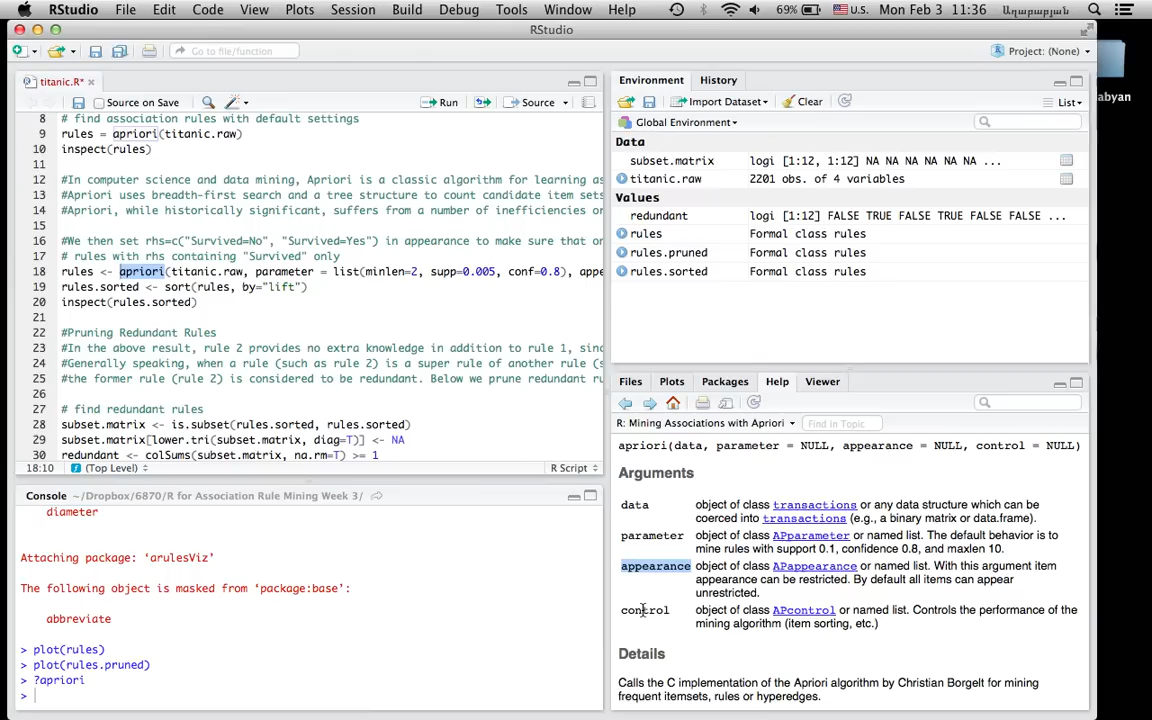 RStudio File Edit Code View Plots Session Build Debug Tools Window Help 69% U.S. Mon Feb 3 11:36 Աղաբաբյան
RStudio
Go to file/function Project: (None)
abyan
titanic.R*
Source on Save Run Source
8 # find association rules with default settings
9 rules = apriori(titanic.raw)
10 inspect(rules)
11
12 #In computer science and data mining, Apriori is a classic algorithm for learning as
13 #Apriori uses breadth-first search and a tree structure to count candidate item sets
14 #Apriori, while historically significant, suffers from a number of inefficiencies or
15
16 #We then set rhs=c("Survived=No", "Survived=Yes") in appearance to make sure that on
17 # rules with rhs containing "Survived" only
18 rules <- apriori(titanic.raw, parameter = list(minlen=2, supp=0.005, conf=0.8), appe
19 rules.sorted <- sort(rules, by="lift")
20 inspect(rules.sorted)
21
22 #Pruning Redundant Rules
23 #In the above result, rule 2 provides no extra knowledge in addition to rule 1, sinc
24 #Generally speaking, when a rule (such as rule 2) is a super rule of another rule (s
25 #the former rule (rule 2) is considered to be redundant. Below we prune redundant ru
26
27 # find redundant rules
28 subset.matrix <- is.subset(rules.sorted, rules.sorted)
29 subset.matrix[lower.tri(subset.matrix, diag=T)] <- NA
30 redundant <- colSums(subset.matrix, na.rm=T) >= 1
18:10 (Top Level) R Script
Console ~/Dropbox/6870/R for Association Rule Mining Week 3/
diameter
Attaching package: ‘arulesViz’
The following object is masked from ‘package:base’:
abbreviate
> plot(rules)
> plot(rules.pruned)
> ?apriori
>
Environment History
Import Dataset Clear List
Global Environment
Data
subset.matrix logi [1:12, 1:12] NA NA NA NA NA NA ...
titanic.raw 2201 obs. of 4 variables
Values
redundant logi [1:12] FALSE TRUE FALSE TRUE FALSE FALSE ...
rules Formal class rules
rules.pruned Formal class rules
rules.sorted Formal class rules
Files Plots Packages Help Viewer
R: Mining Associations with Apriori Find in Topic
apriori(data, parameter = NULL, appearance = NULL, control = NULL)
Arguments
data object of class transactions or any data structure which can be
coerced into transactions (e.g., a binary matrix or data.frame).
parameter object of class APparameter or named list. The default behavior is to
mine rules with support 0.1, confidence 0.8, and maxlen 10.
appearance object of class APappearance or named list. With this argument item
appearance can be restricted. By default all items can appear
unrestricted.
control object of class APcontrol or named list. Controls the performance of the
mining algorithm (item sorting, etc.)
Details
Calls the C implementation of the Apriori algorithm by Christian Borgelt for mining
frequent itemsets, rules or hyperedges.